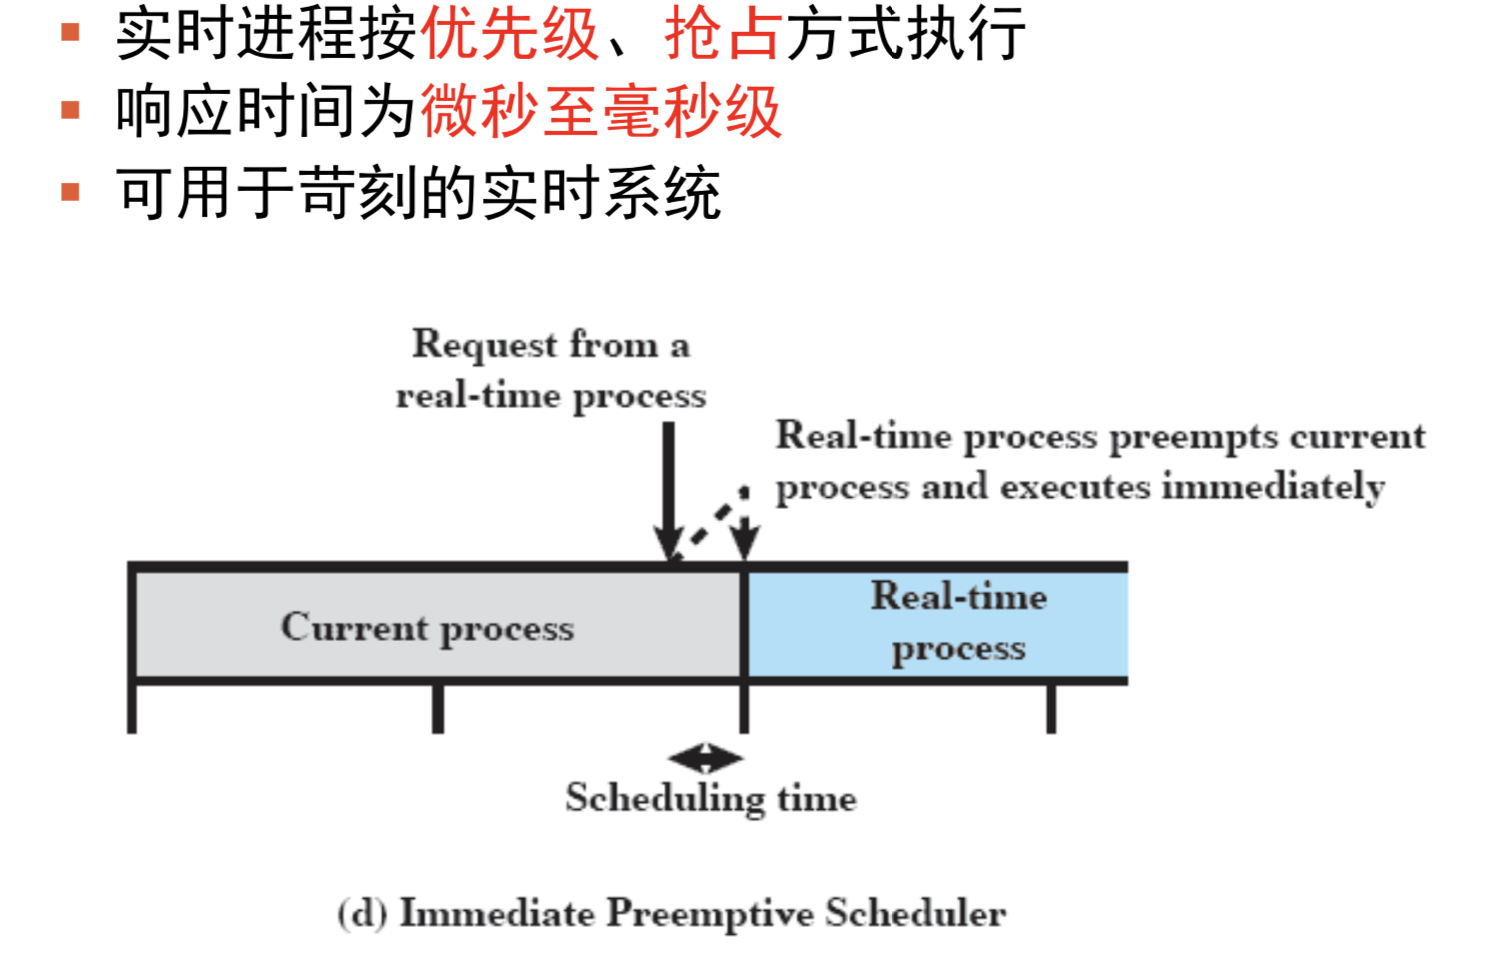 实时进程按优先级、抢占方式执行
响应时间为微秒至毫秒级
可用于苛刻的实时系统
Request from a
real-time process
Real-time process preempts current
process and executes immediately
Current process
Real-time
process
Scheduling time
(d) Immediate Preemptive Scheduler